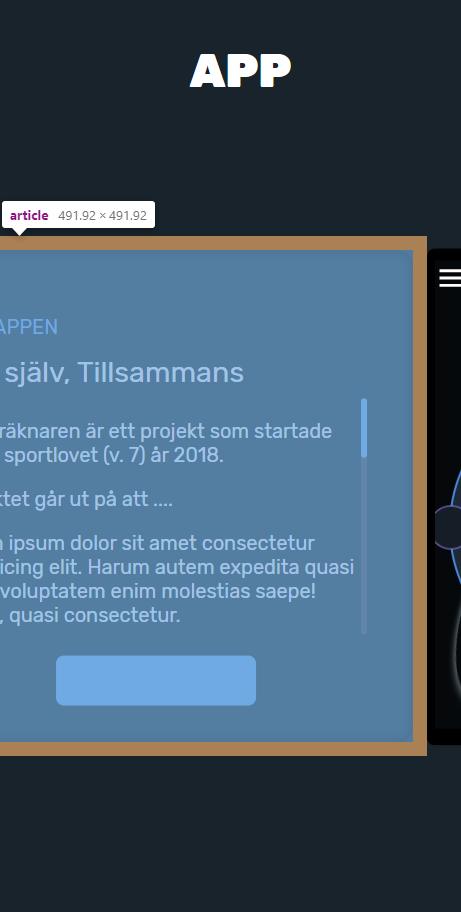 APP
article 491.92 × 491.92
APPEN
själv, Tillsammans
räknaren är ett projekt som startade
sportlovet (v. 7) år 2018.
tet går ut på att ....
ipsum dolor sit amet consectetur
icing elit. Harum autem expedita quasi
voluptatem enim molestias saepe!
, quasi consectetur.